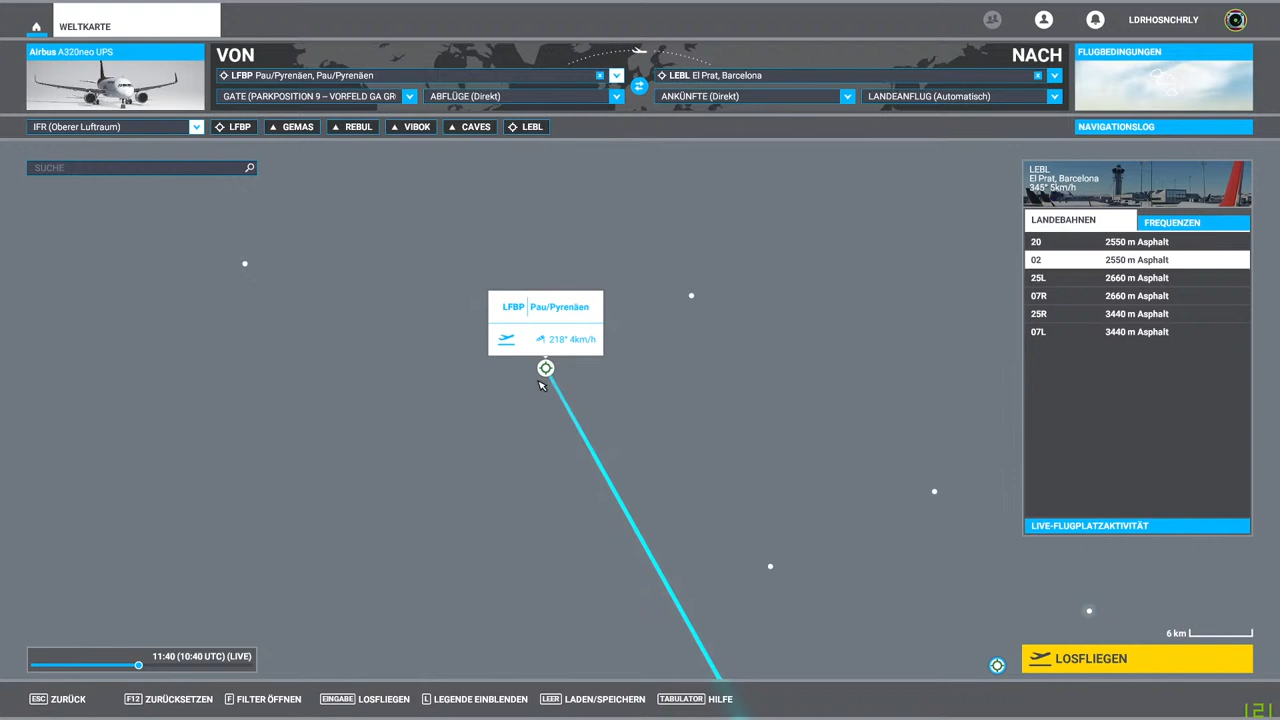 WELTKARTE
LDRHOSNCHRLY
Airbus A320neo UPS
VON
NACH
FLUGBEDINGUNGEN
LFBP Pau/Pyrenäen, Pau/Pyrenäen
LEBL El Prat, Barcelona
GATE (PARKPOSITION 9 – VORFELD GA GR
ABFLÜGE (Direkt)
ANKÜNFTE (Direkt)
LANDEANFLUG (Automatisch)
IFR (Oberer Luftraum)
LFBP
GEMAS
REBUL
VIBOK
CAVES
LEBL
NAVIGATIONSLOG
SUCHE
LEBL
El Prat, Barcelona
345° 5km/h
LANDEBAHNEN
FREQUENZEN
20 2550 m Asphalt
02 2550 m Asphalt
25L 2660 m Asphalt
07R 2660 m Asphalt
25R 3440 m Asphalt
07L 3440 m Asphalt
LFBP Pau/Pyrenäen
218° 4km/h
LIVE-FLUGPLATZAKTIVITÄT
6 km
11:40 (10:40 UTC) (LIVE)
LOSFLIEGEN
ESC ZURÜCK
F12 ZURÜCKSETZEN
F FILTER ÖFFNEN
EINGABE LOSFLIEGEN
L LEGENDE EINBLENDEN
LEER LADEN/SPEICHERN
TABULATOR HILFE
121